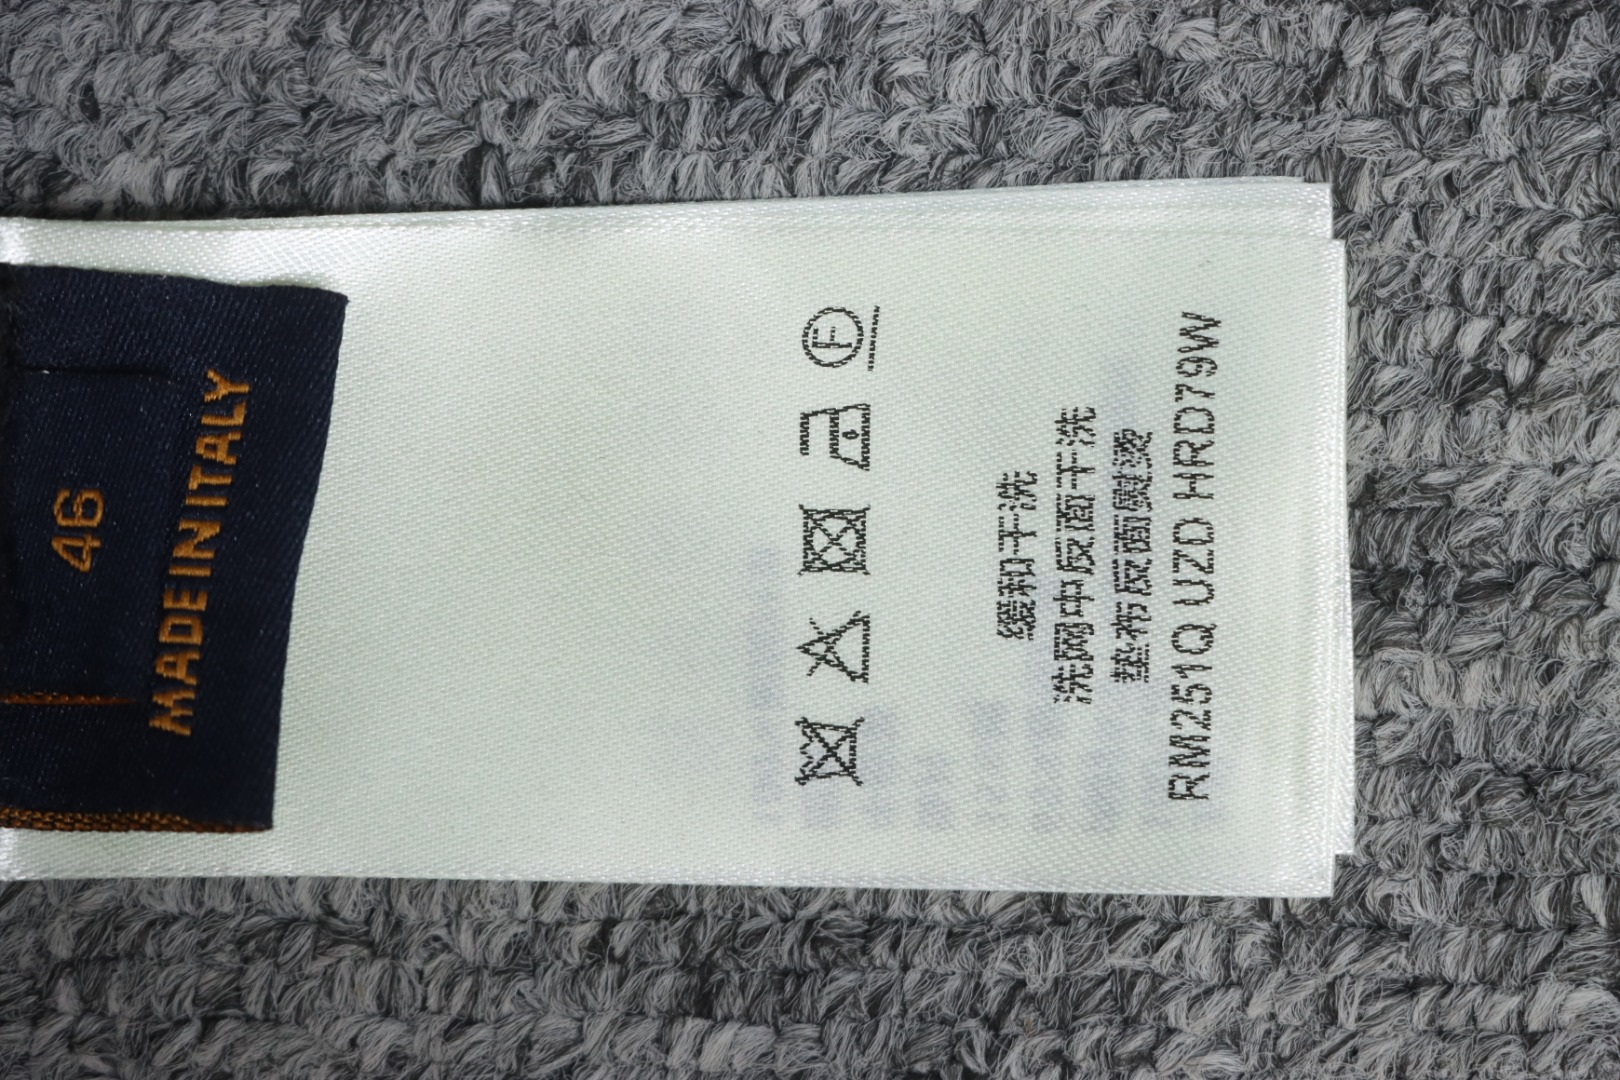 46
MADE IN ITALY
F
缓和干洗
洗网中反面干洗
垫布反面熨烫
RM251Q UZD HRD79W